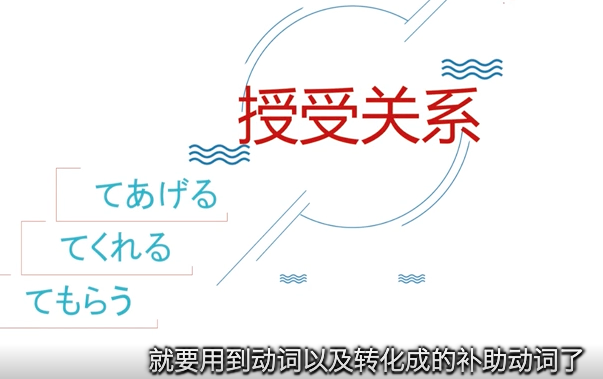 授受关系
てあげる
てくれる
てもらう
就要用到动词以及转化成的补助动词了